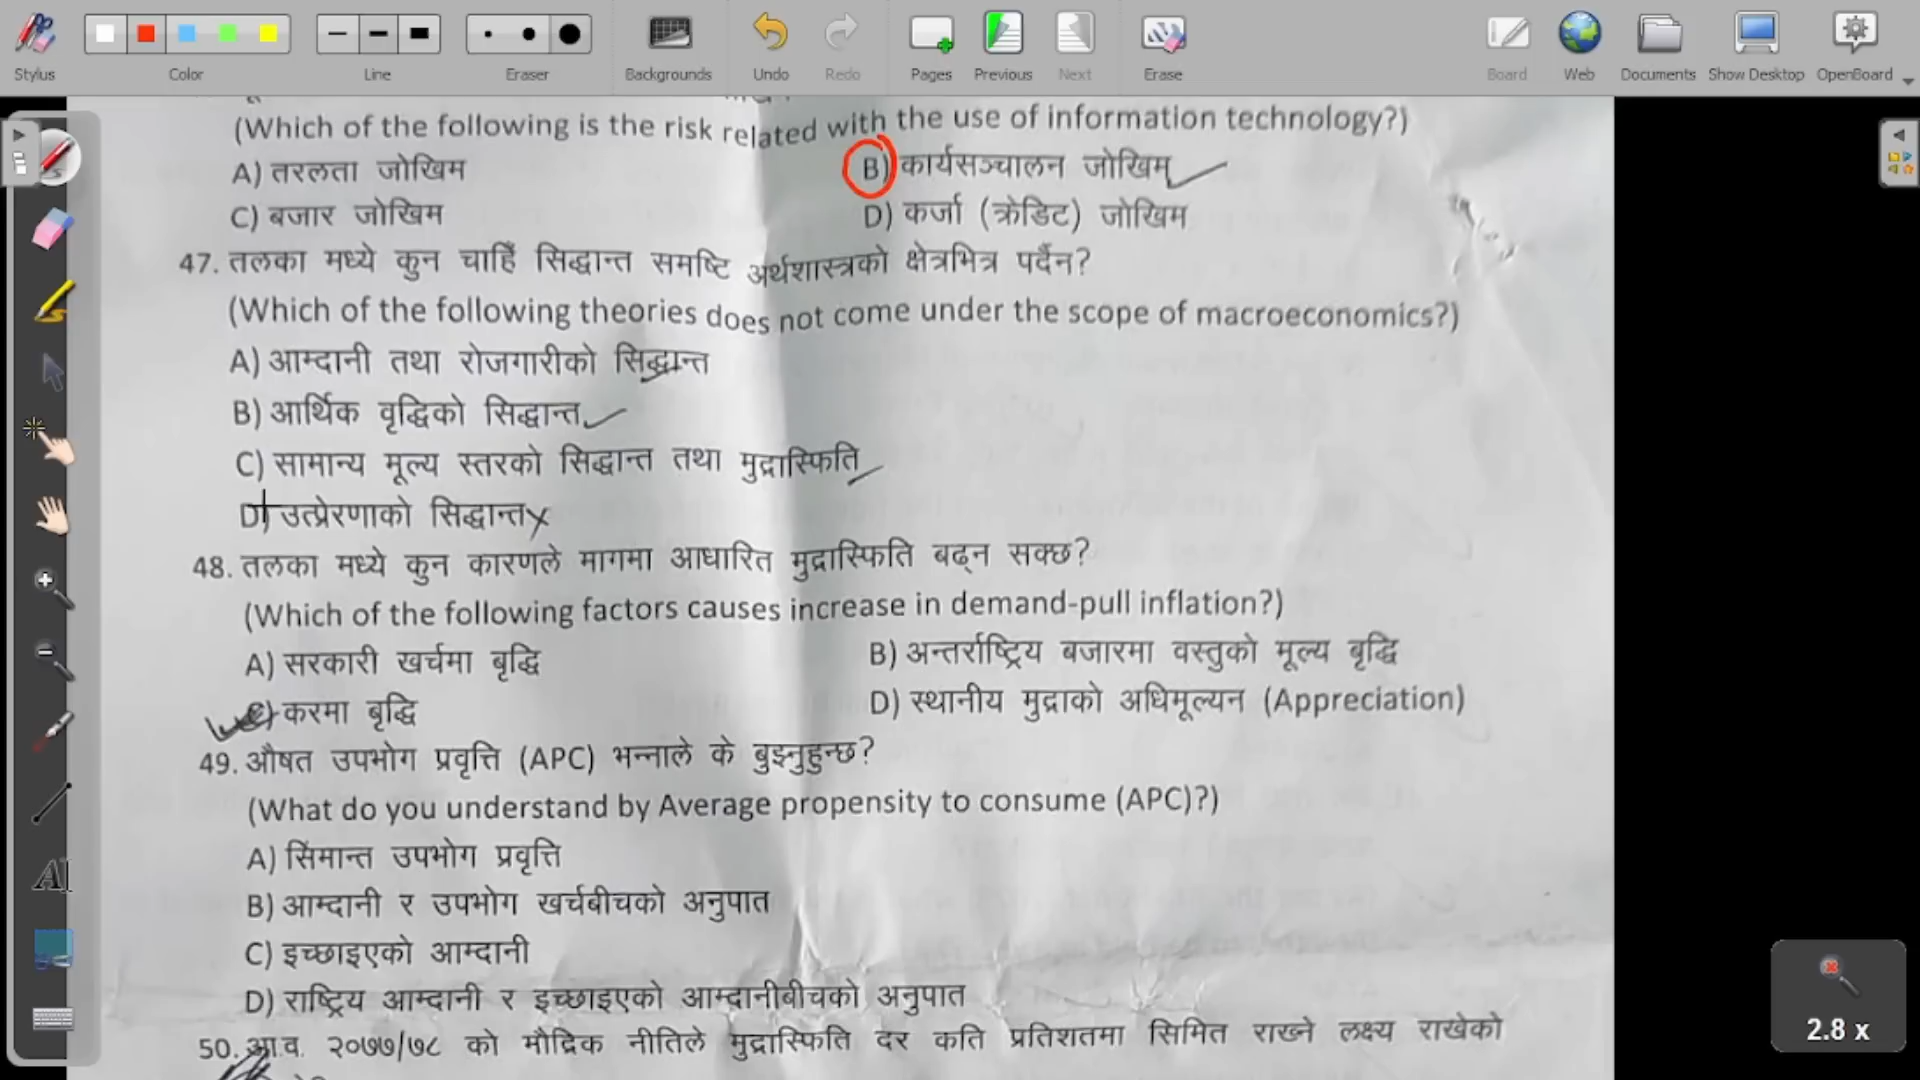 Stylus Color Line Eraser Backgrounds Undo Redo Pages Previous Next Erase Board Web Documents Show Desktop OpenBoard
(Which of the following is the risk related with the use of information technology?)
A) तरलता जोखिम B) कार्यसञ्चालन जोखिम
C) बजार जोखिम D) कर्जा (क्रेडिट) जोखिम
47. तलका मध्ये कुन चाहिँ सिद्धान्त समष्टि अर्थशास्त्रको क्षेत्रभित्र पर्दैन?
(Which of the following theories does not come under the scope of macroeconomics?)
A) आम्दानी तथा रोजगारीको सिद्धान्त
B) आर्थिक वृद्धिको सिद्धान्त
C) सामान्य मूल्य स्तरको सिद्धान्त तथा मुद्रास्फिति
D) उत्प्रेरणाको सिद्धान्त
48. तलका मध्ये कुन कारणले मागमा आधारित मुद्रास्फिति बढ्न सक्छ?
(Which of the following factors causes increase in demand-pull inflation?)
A) सरकारी खर्चमा बृद्धि B) अन्तर्राष्ट्रिय बजारमा वस्तुको मूल्य बृद्धि
C) करमा बृद्धि D) स्थानीय मुद्राको अधिमूल्यन (Appreciation)
49. औषत उपभोग प्रवृत्ति (APC) भन्नाले के बुझ्नुहुन्छ?
(What do you understand by Average propensity to consume (APC)?)
A) सिमान्त उपभोग प्रवृत्ति
B) आम्दानी र उपभोग खर्चबीचको अनुपात
C) इच्छाइएको आम्दानी
D) राष्ट्रिय आम्दानी र इच्छाइएको आम्दानीबीचको अनुपात
50. आ.व. २०७७/७८ को मौद्रिक नीतिले मुद्रास्फिति दर कति प्रतिशतमा सिमित राख्ने लक्ष्य राखेको
2.8 x